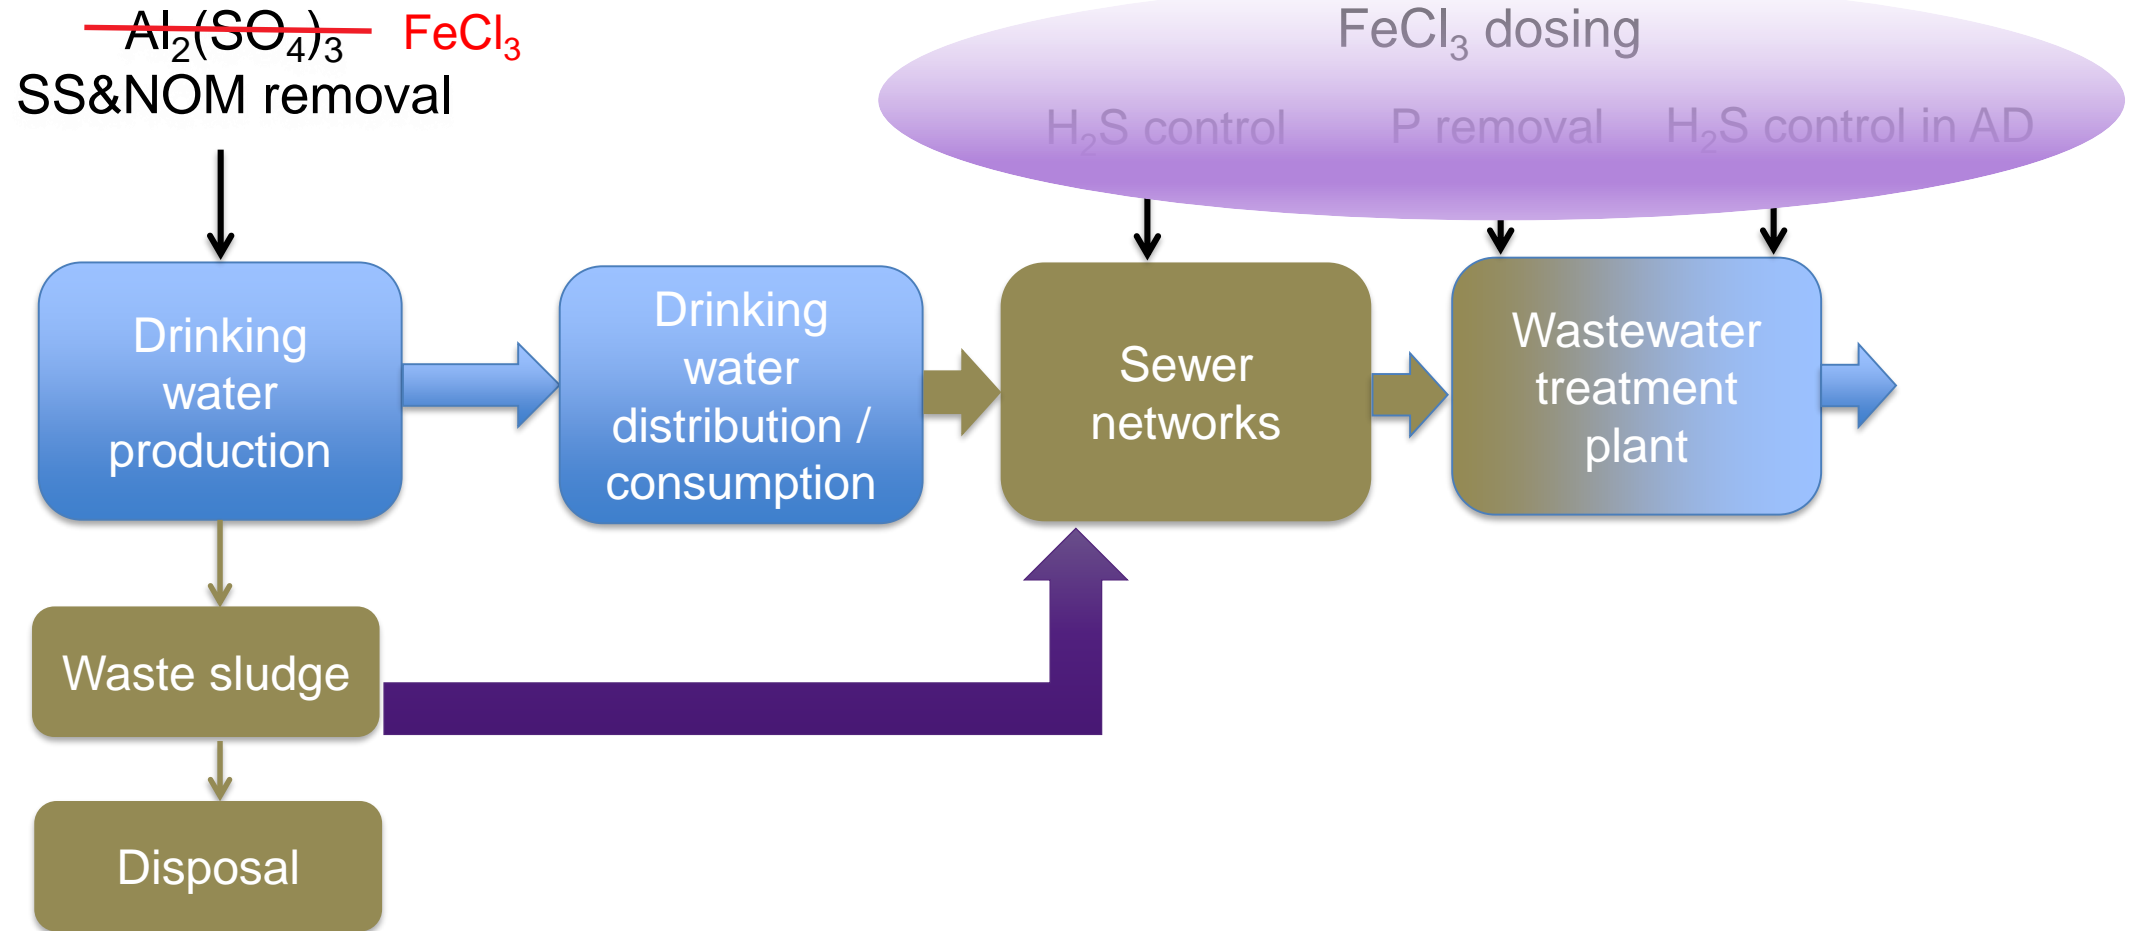 Al₂(SO₄)₃ FeCl₃
SS&NOM removal
FeCl₃ dosing
H₂S control P removal H₂S control in AD
Drinking
water
production
Drinking
water
distribution /
consumption
Sewer
networks
Wastewater
treatment
plant
Waste sludge
Disposal